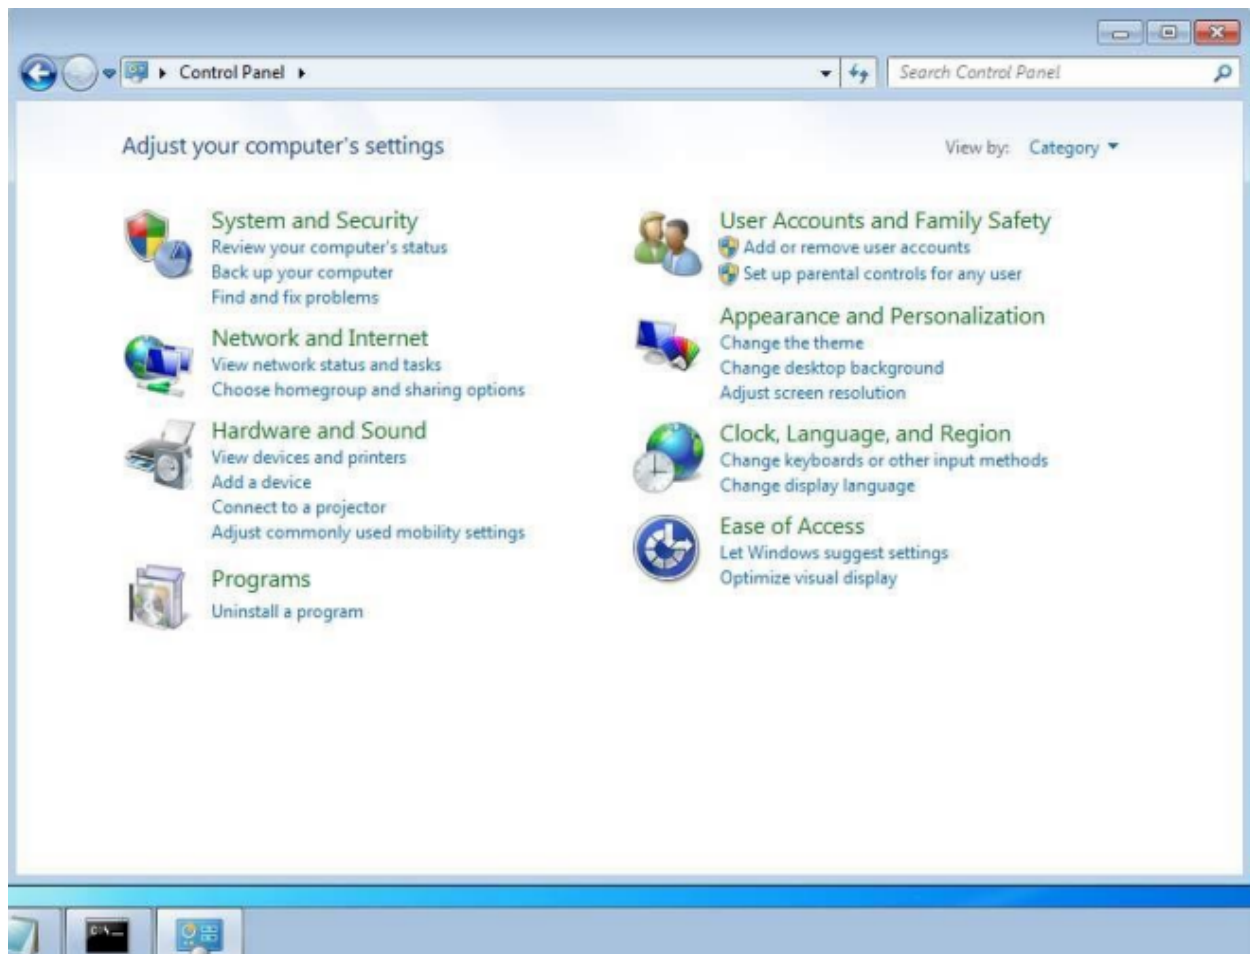 Control Panel
Search Control Panel
Adjust your computer's settings
View by: Category
System and Security
Review your computer's status
Back up your computer
Find and fix problems
Network and Internet
View network status and tasks
Choose homegroup and sharing options
Hardware and Sound
View devices and printers
Add a device
Connect to a projector
Adjust commonly used mobility settings
Programs
Uninstall a program
User Accounts and Family Safety
Add or remove user accounts
Set up parental controls for any user
Appearance and Personalization
Change the theme
Change desktop background
Adjust screen resolution
Clock, Language, and Region
Change keyboards or other input methods
Change display language
Ease of Access
Let Windows suggest settings
Optimize visual display
C:\_